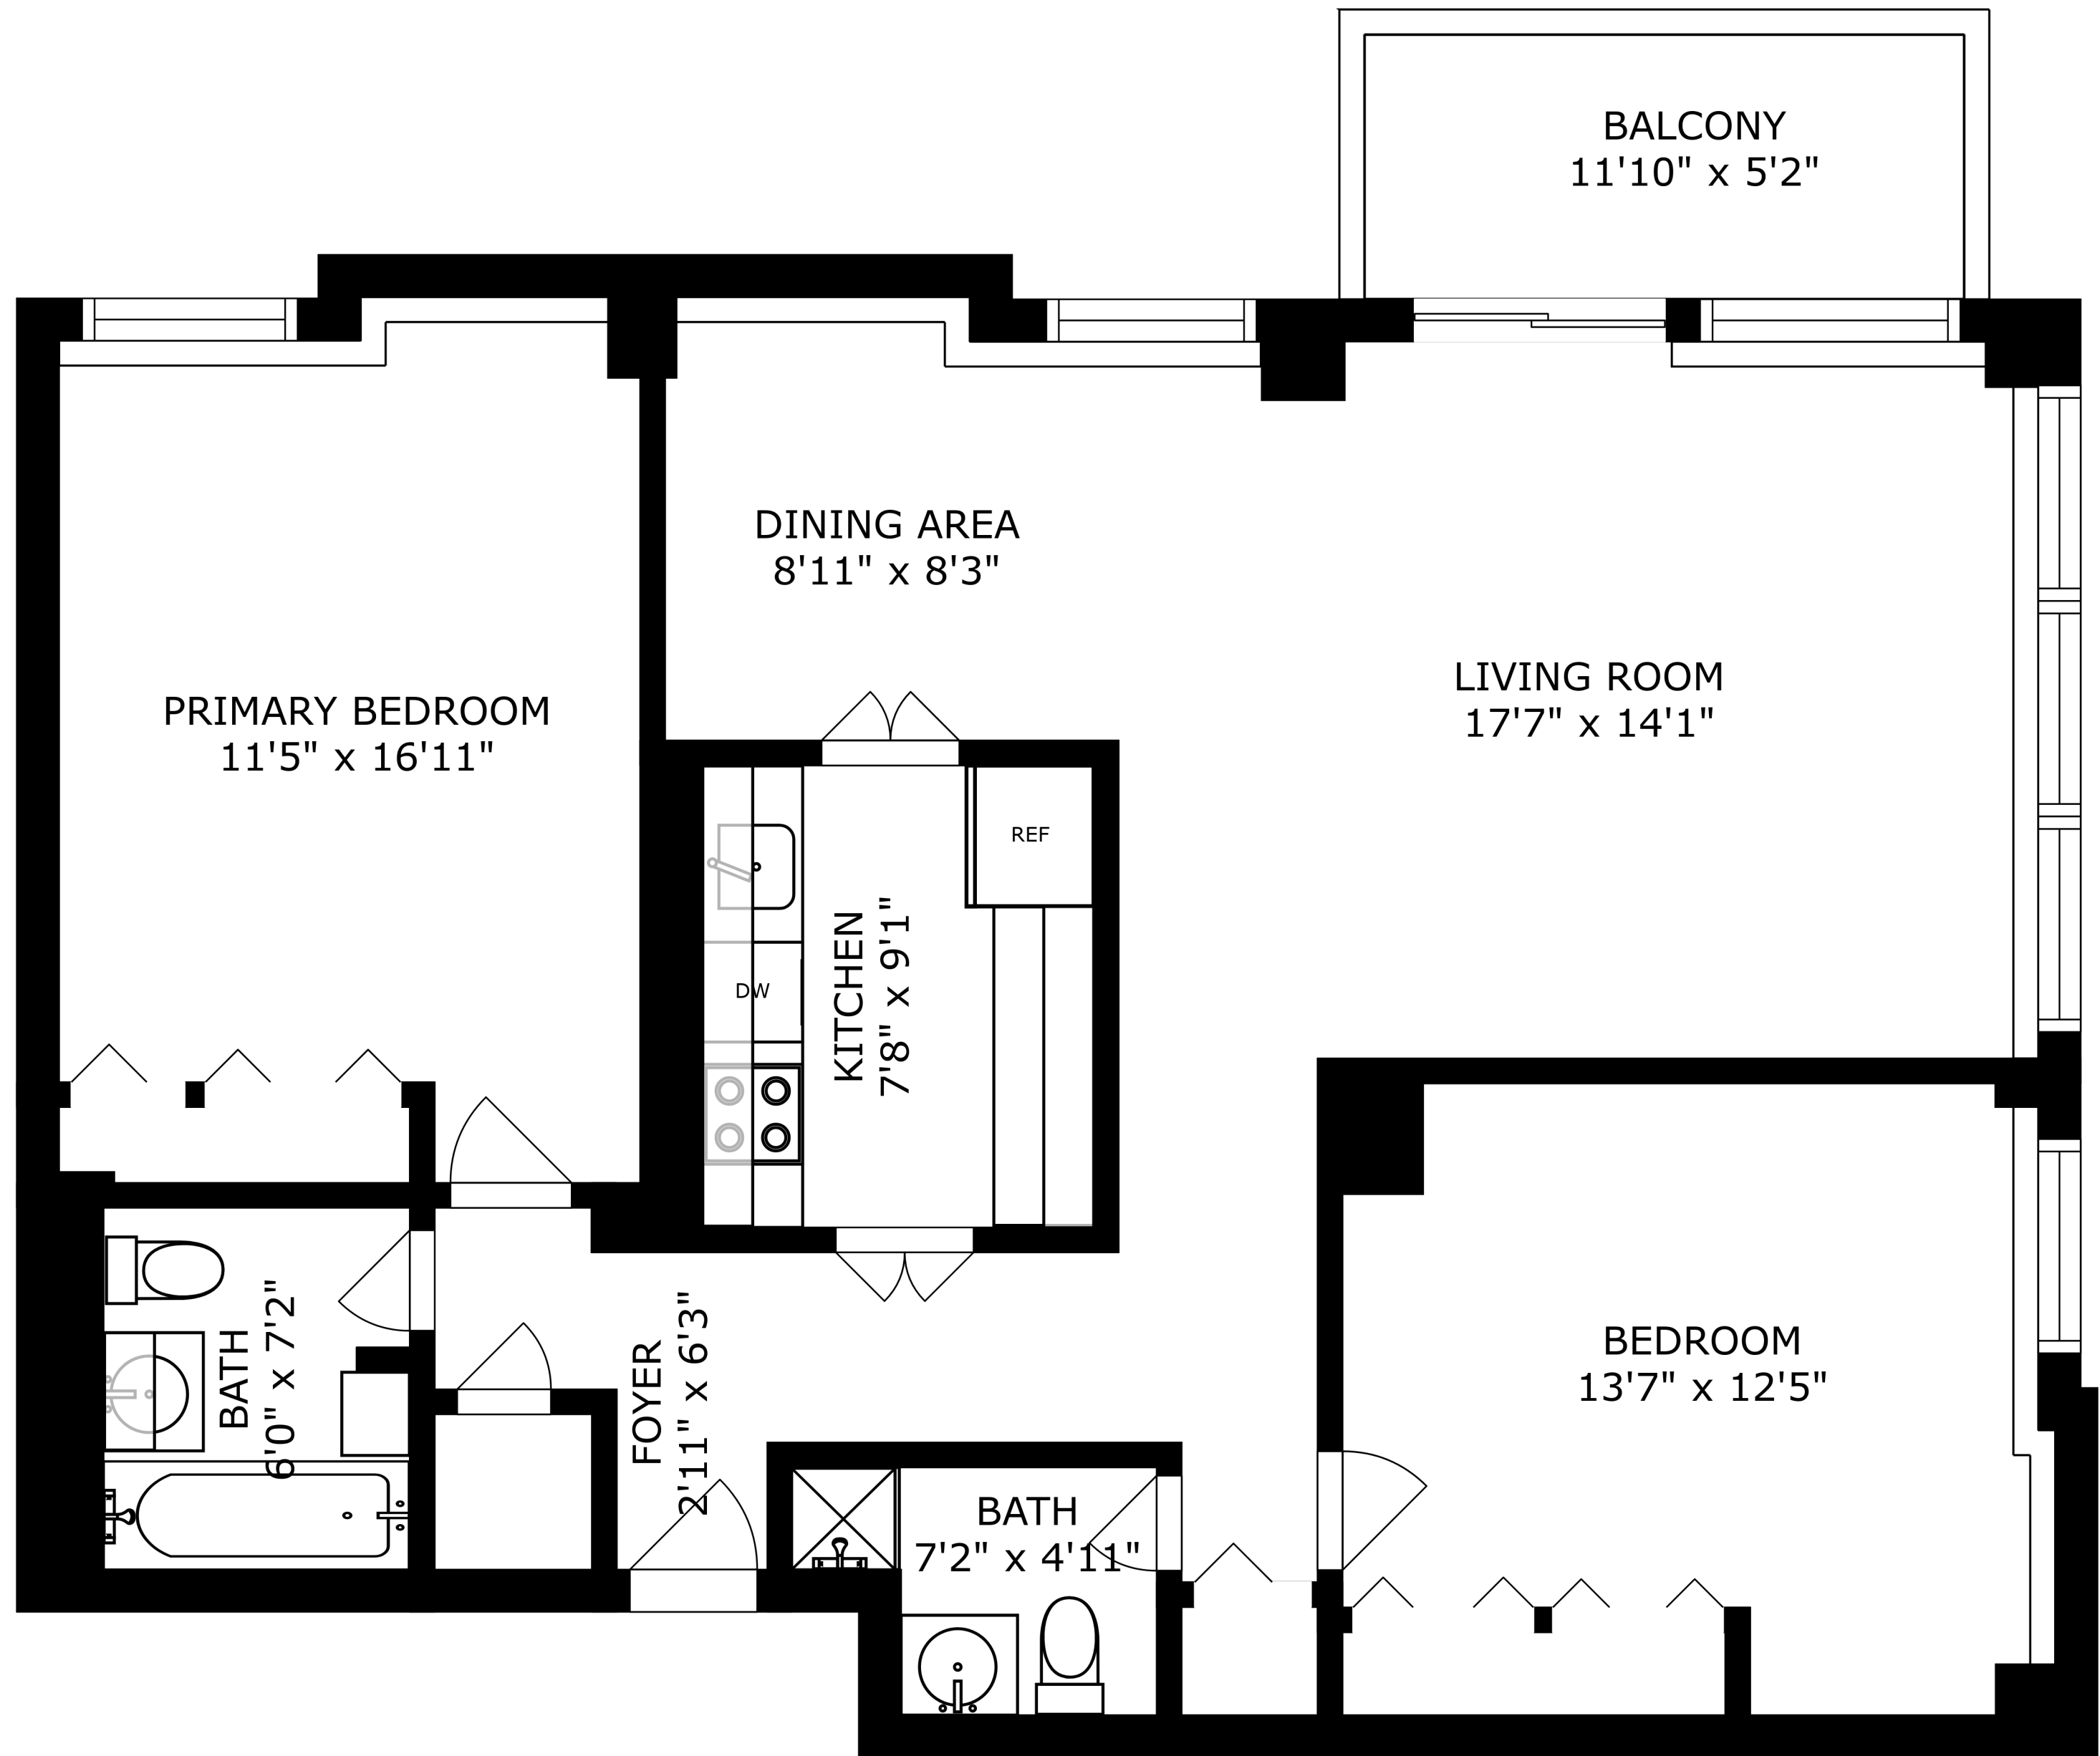 BALCONY
11'10" x 5'2"
DINING AREA
8'11" x 8'3"
LIVING ROOM
17'7" x 14'1"
PRIMARY BEDROOM
11'5" x 16'11"
REF
KITCHEN
7'8" x 9'1"
DW
BATH
6'0" x 7'2"
FOYER
2'11" x 6'3"
BEDROOM
13'7" x 12'5"
BATH
7'2" x 4'11"